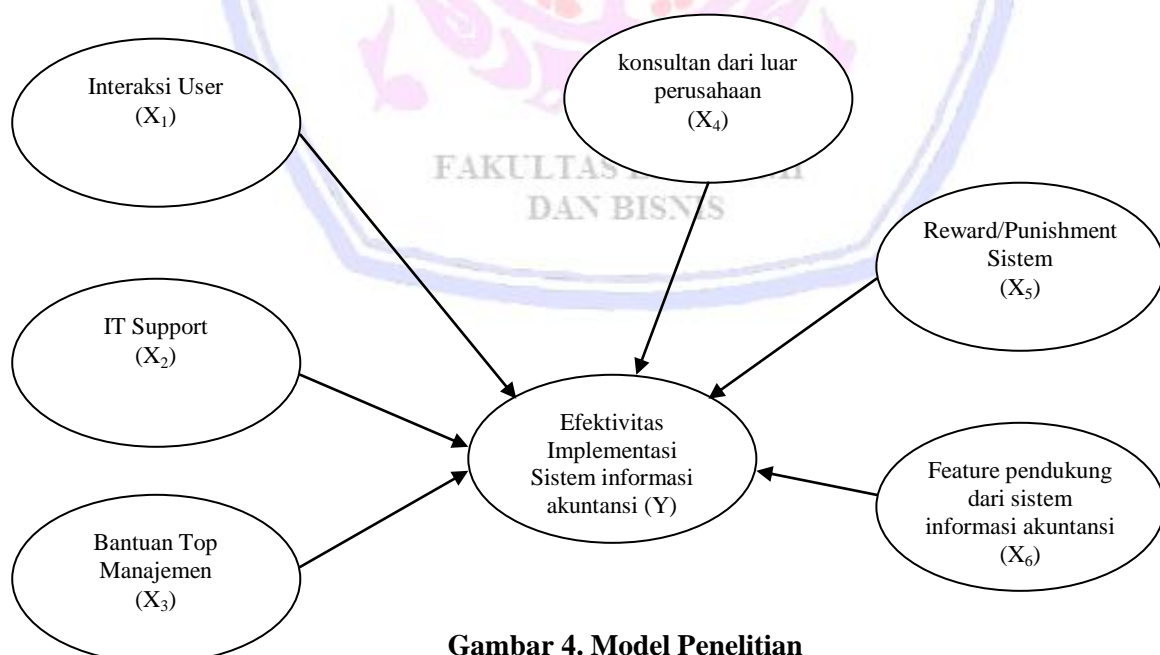 Interaksi User
(X₁)
konsultan dari luar
perusahaan
(X₄)
FAKULTAS
DAN BISNIS
Reward/Punishment
Sistem
(X₅)
IT Support
(X₂)
Efektivitas
Implementasi
Sistem informasi
akuntansi (Y)
Feature pendukung
dari sistem
informasi akuntansi
(X₆)
Bantuan Top
Manajemen
(X₃)
Gambar 4. Model Penelitian